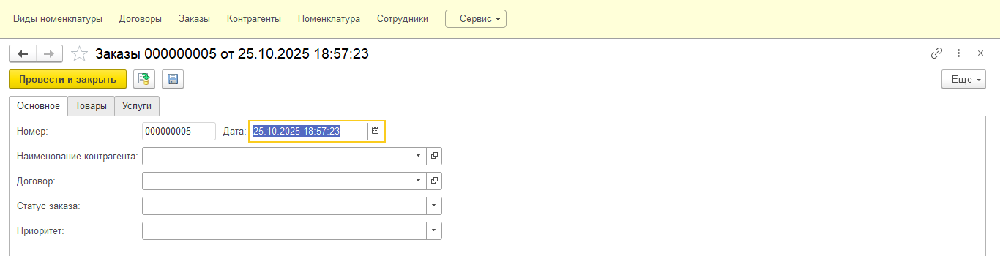 Виды номенклатуры Договоры Заказы Контрагенты Номенклатура Сотрудники Сервис
Заказы 000000005 от 25.10.2025 18:57:23
Провести и закрыть Еще
Основное Товары Услуги
Номер: 000000005 Дата: 25.10.2025 18:57:23
Наименование контрагента:
Договор:
Статус заказа:
Приоритет: